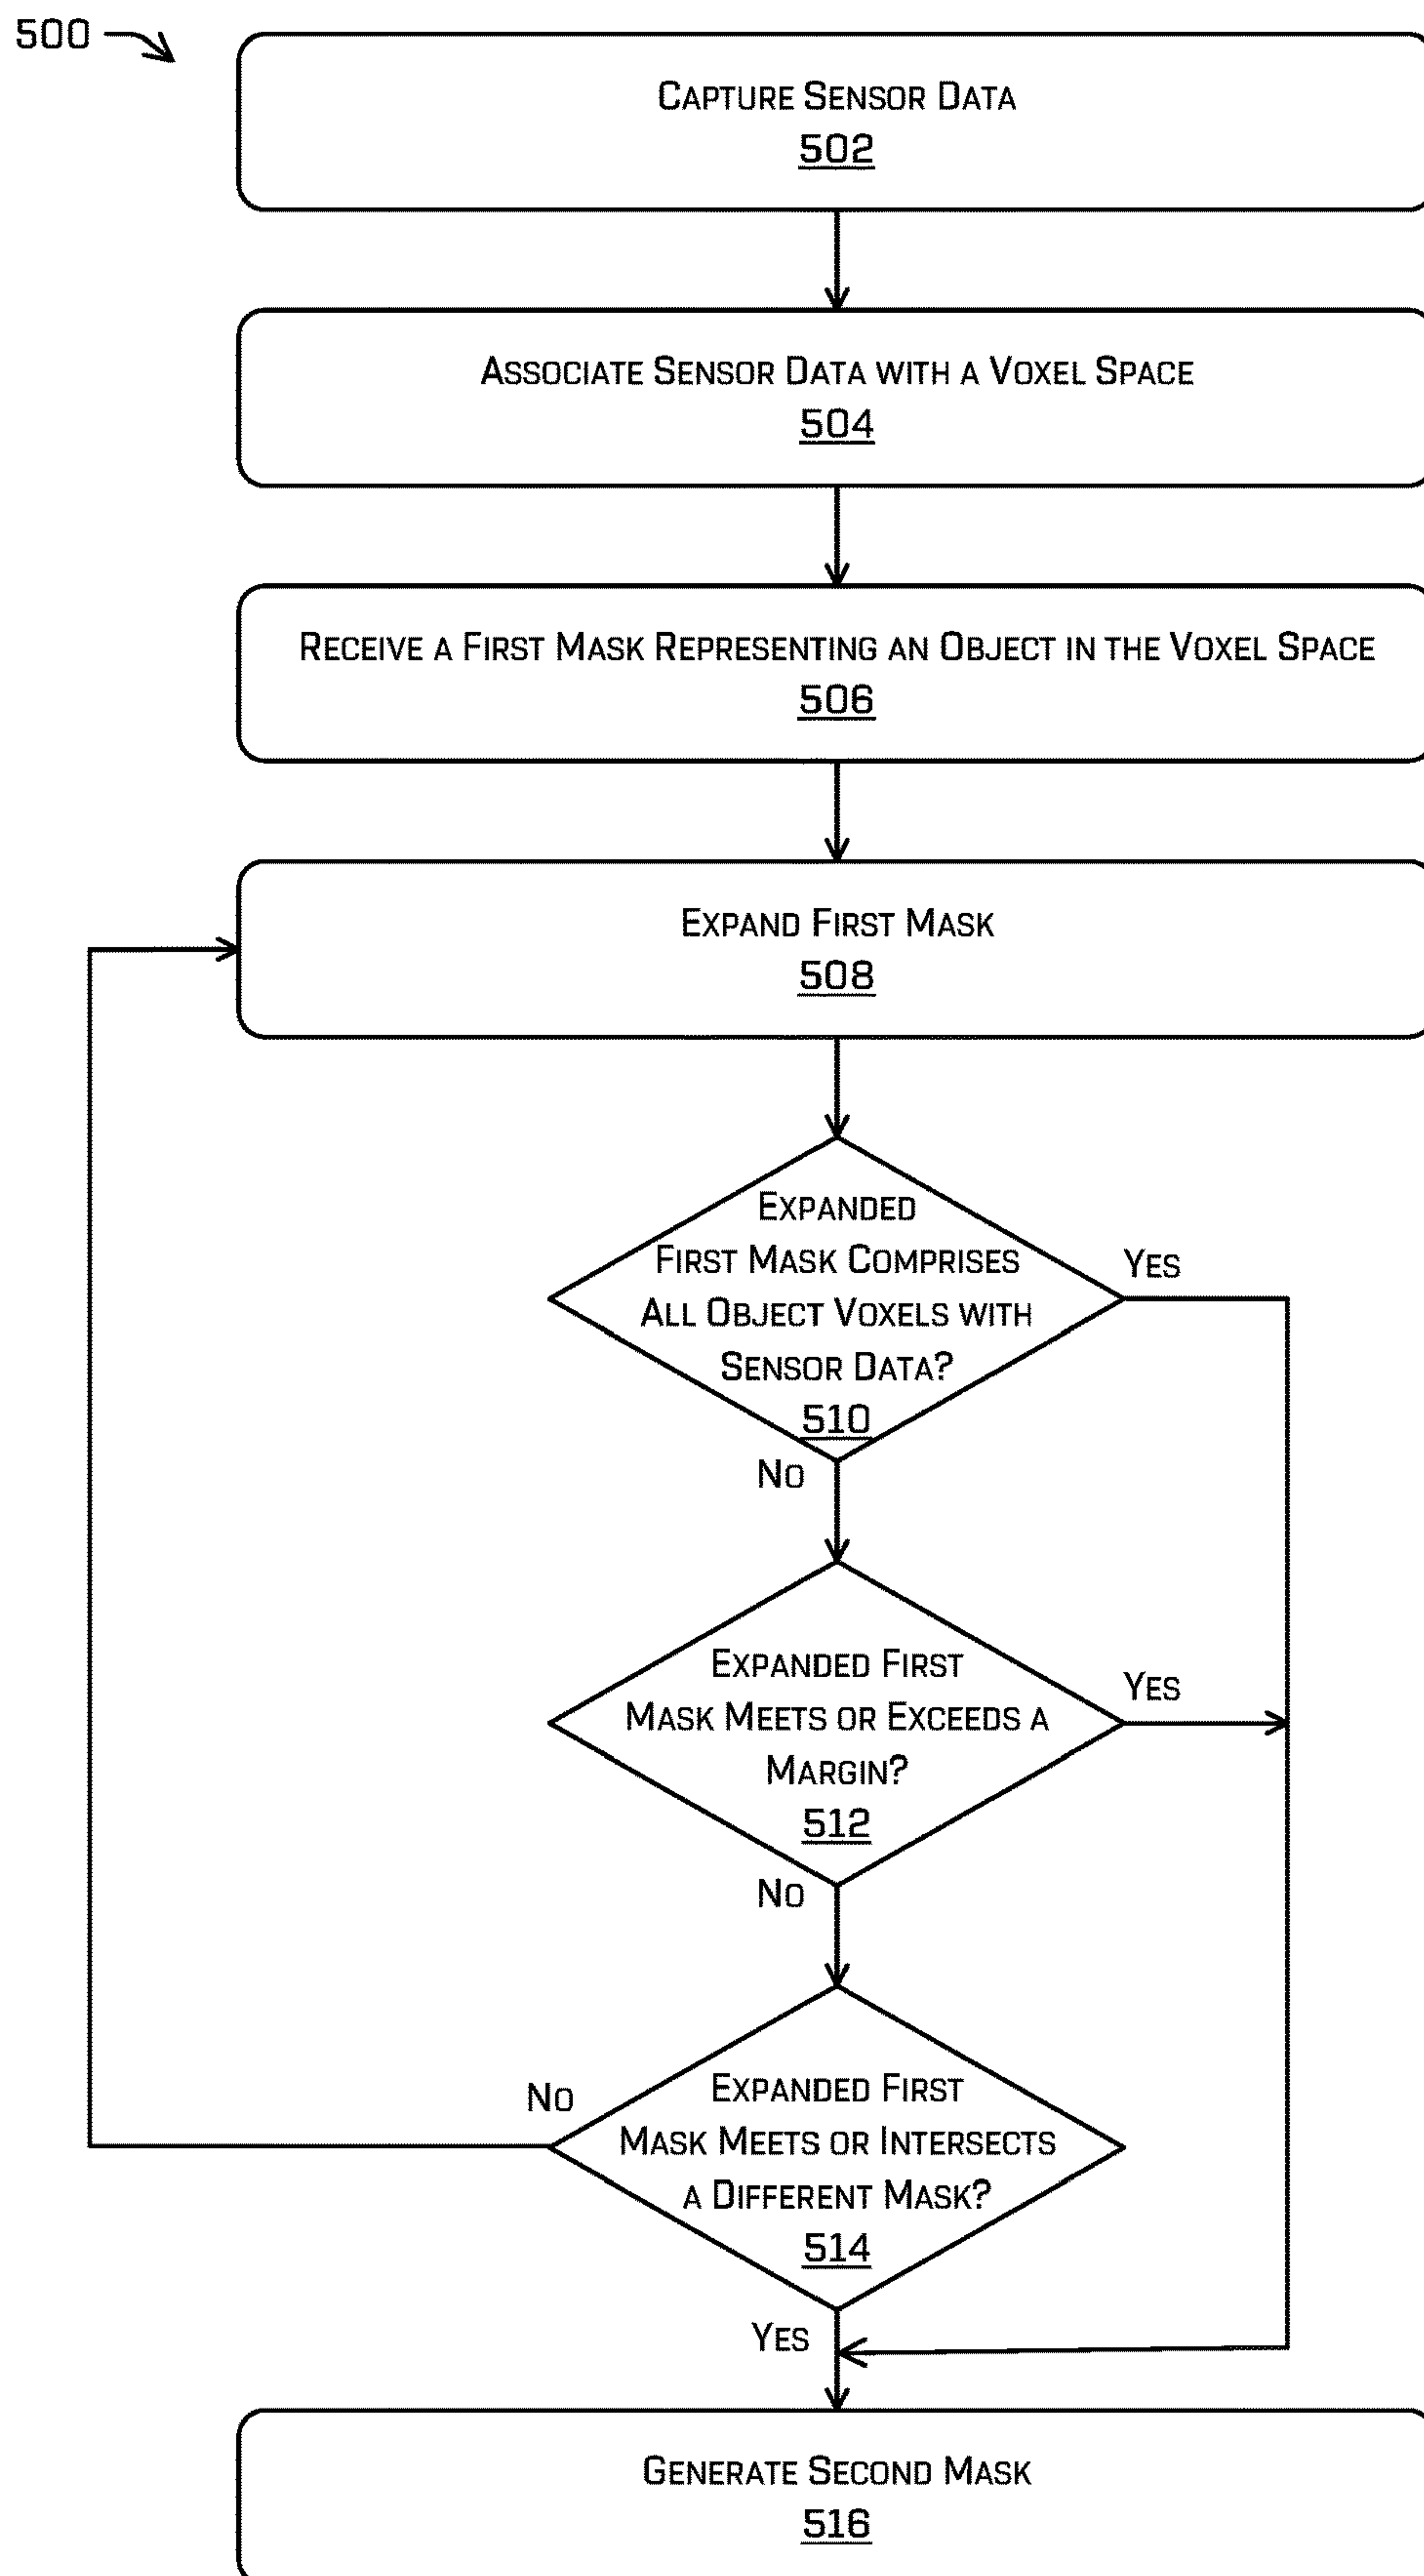 500
Capture Sensor Data
502
Associate Sensor Data with a Voxel Space
504
Receive a First Mask Representing an Object in the Voxel Space
506
Expand First Mask
508
Expanded
First Mask Comprises
All Object Voxels with
Sensor Data?
510
Yes
No
Expanded First
Mask Meets or Exceeds a
Margin?
512
Yes
No
Expanded First
Mask Meets or Intersects
a Different Mask?
514
No
Yes
Generate Second Mask
516